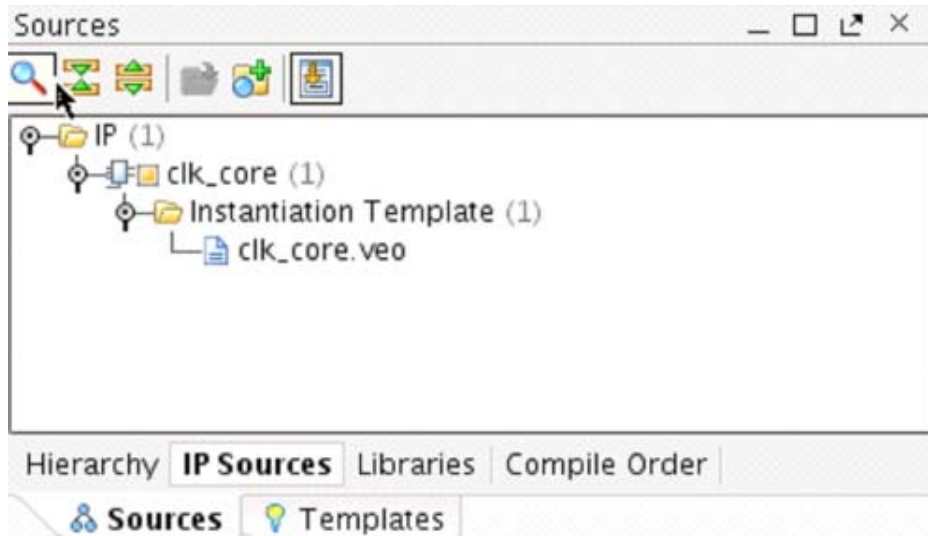 Sources
IP (1)
clk_core (1)
Instantiation Template (1)
clk_core.veo
Hierarchy IP Sources Libraries Compile Order
Sources Templates